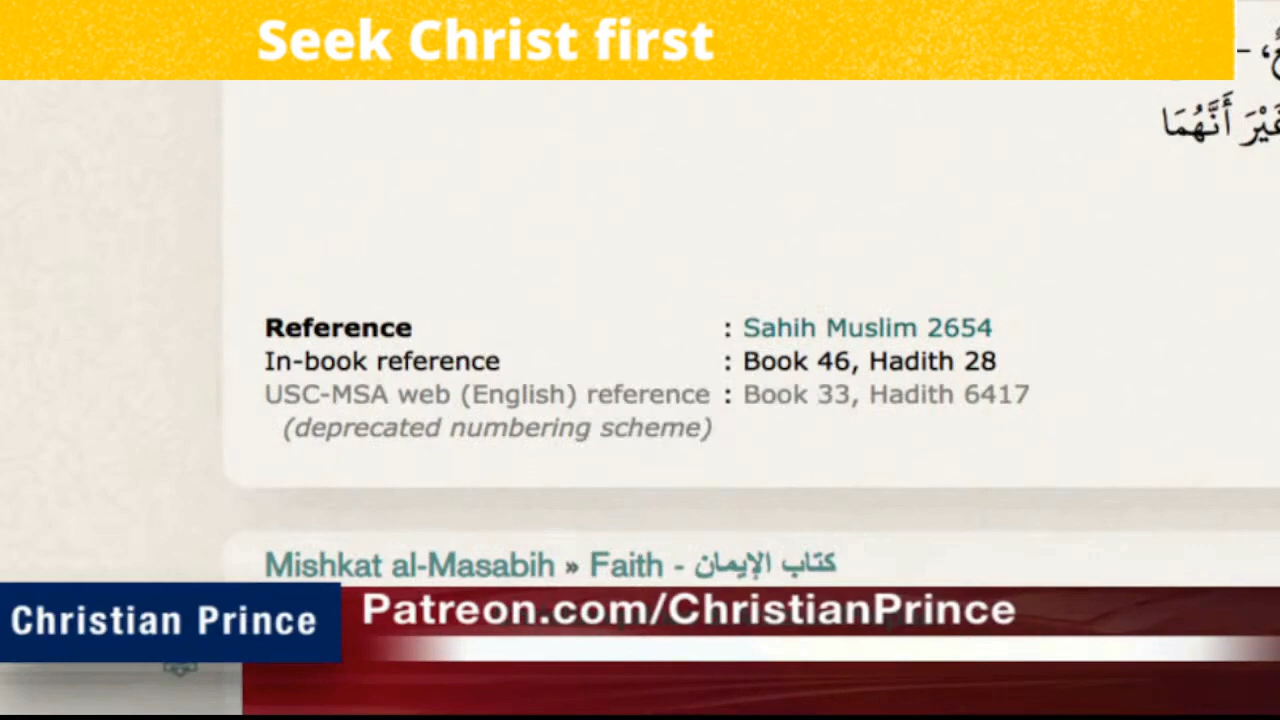 Seek Christ first
غَيْرَ أَنَّهُمَا
Reference : Sahih Muslim 2654
In-book reference : Book 46, Hadith 28
USC-MSA web (English) reference : Book 33, Hadith 6417
(deprecated numbering scheme)
Mishkat al-Masabih » Faith - كتاب الإيمان
Christian Prince
Patreon.com/ChristianPrince